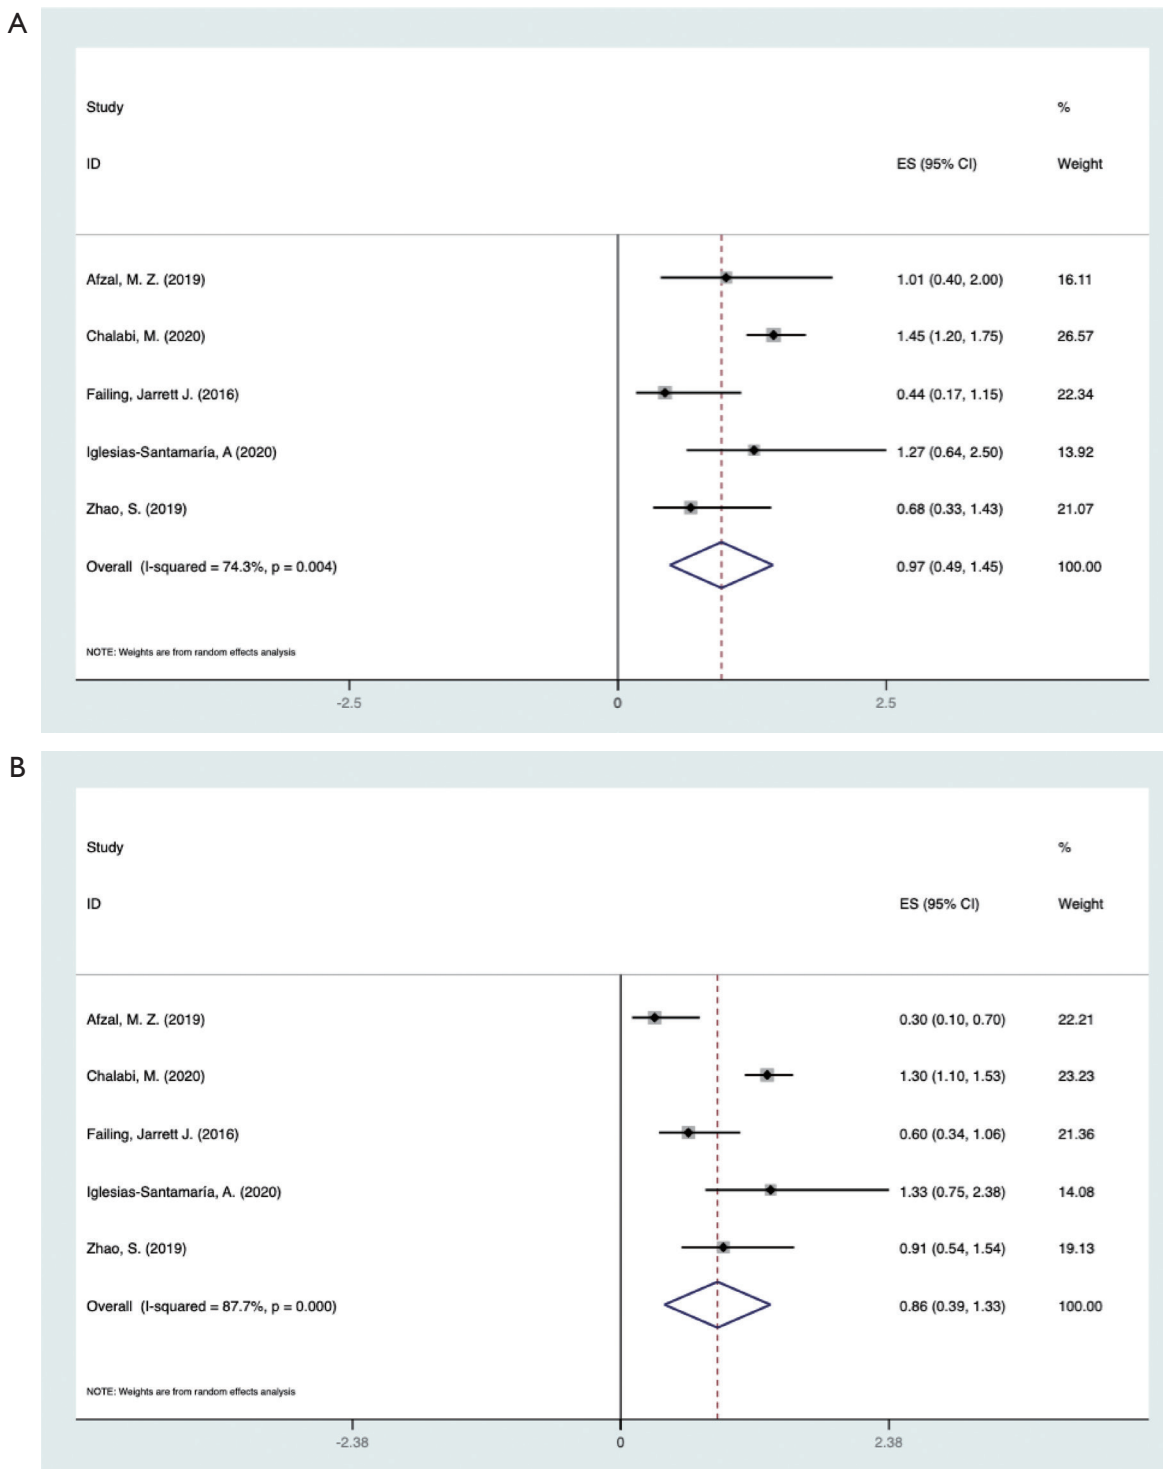 A
Study %
ID ES (95% CI) Weight
Afzal, M. Z. (2019) 1.01 (0.40, 2.00) 16.11
Chalabi, M. (2020) 1.45 (1.20, 1.75) 26.57
Failing, Jarrett J. (2016) 0.44 (0.17, 1.15) 22.34
Iglesias-Santamaría, A (2020) 1.27 (0.64, 2.50) 13.92
Zhao, S. (2019) 0.68 (0.33, 1.43) 21.07
Overall (I-squared = 74.3%, p = 0.004) 0.97 (0.49, 1.45) 100.00
NOTE: Weights are from random effects analysis
-2.5 0 2.5
B
Study %
ID ES (95% CI) Weight
Afzal, M. Z. (2019) 0.30 (0.10, 0.70) 22.21
Chalabi, M. (2020) 1.30 (1.10, 1.53) 23.23
Failing, Jarrett J. (2016) 0.60 (0.34, 1.06) 21.36
Iglesias-Santamaría, A. (2020) 1.33 (0.75, 2.38) 14.08
Zhao, S. (2019) 0.91 (0.54, 1.54) 19.13
Overall (I-squared = 87.7%, p = 0.000) 0.86 (0.39, 1.33) 100.00
NOTE: Weights are from random effects analysis
-2.38 0 2.38